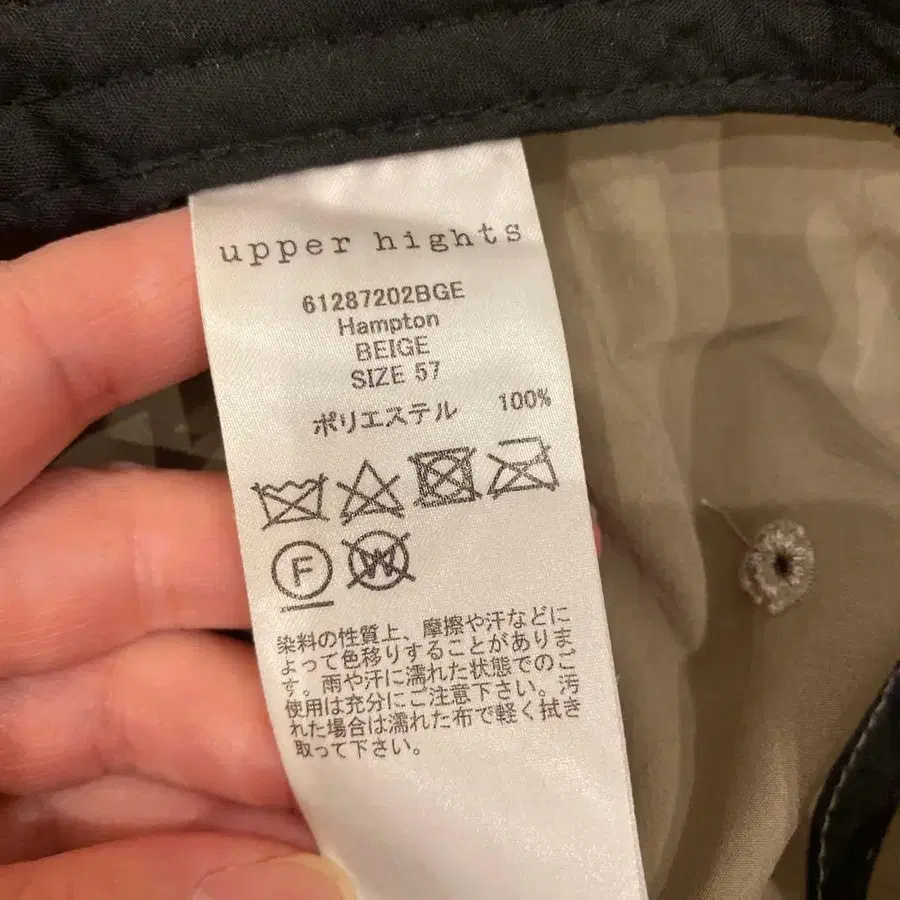 upper hights
61287202BGE
Hampton
BEIGE
SIZE 57
ポリエステル 100%
F W
染料の性質上、摩擦や汗などに
よって色移りすることがありま
す。雨や汗に濡れた状態でのご
使用は充分にご注意下さい。汚
れた場合は濡れた布で軽く拭き
取って下さい。